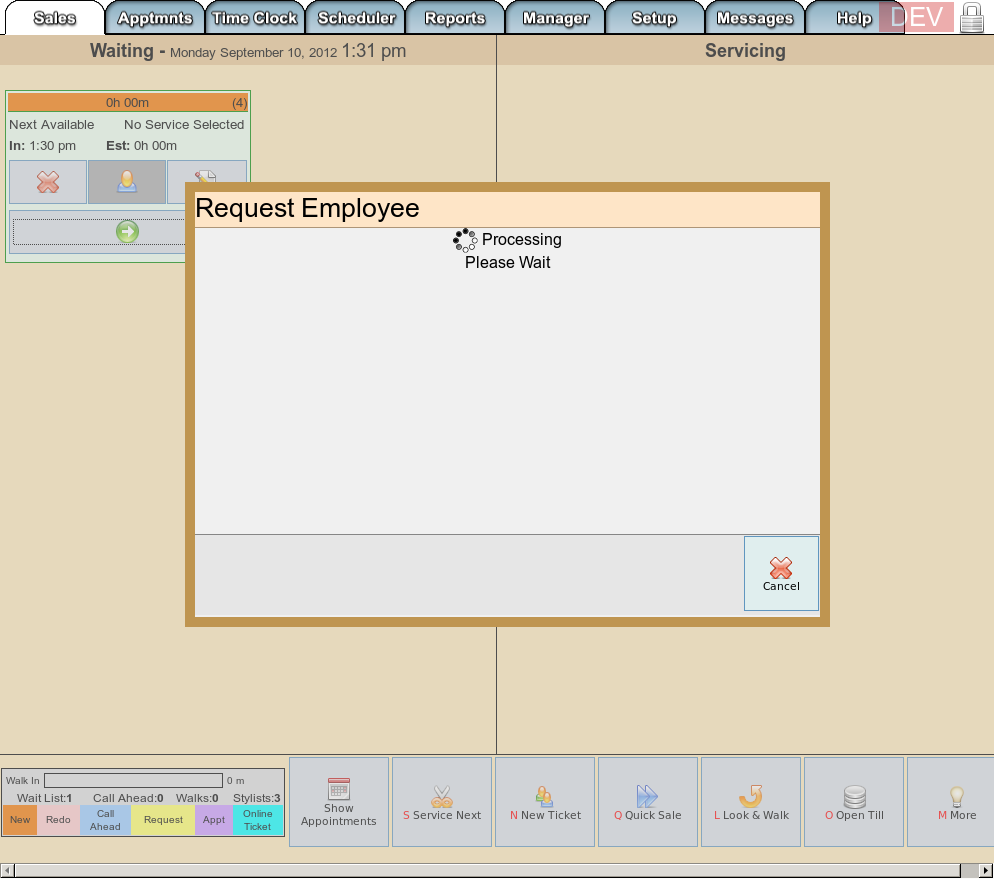 Sales Apptmnts Time Clock Scheduler Reports Manager Setup Messages Help DEV
Waiting - Monday September 10, 2012 1:31 pm
Servicing
0h 00m (4)
Next Available No Service Selected
In: 1:30 pm Est: 0h 00m
Request Employee
Processing
Please Wait
Cancel
Walk In 0 m
Wait List:1 Call Ahead:0 Walks:0 Stylists:3
New Redo Call Ahead Request Appt Online Ticket
Show
Appointments
S Service Next
N New Ticket
Q Quick Sale
L Look & Walk
O Open Till
M More